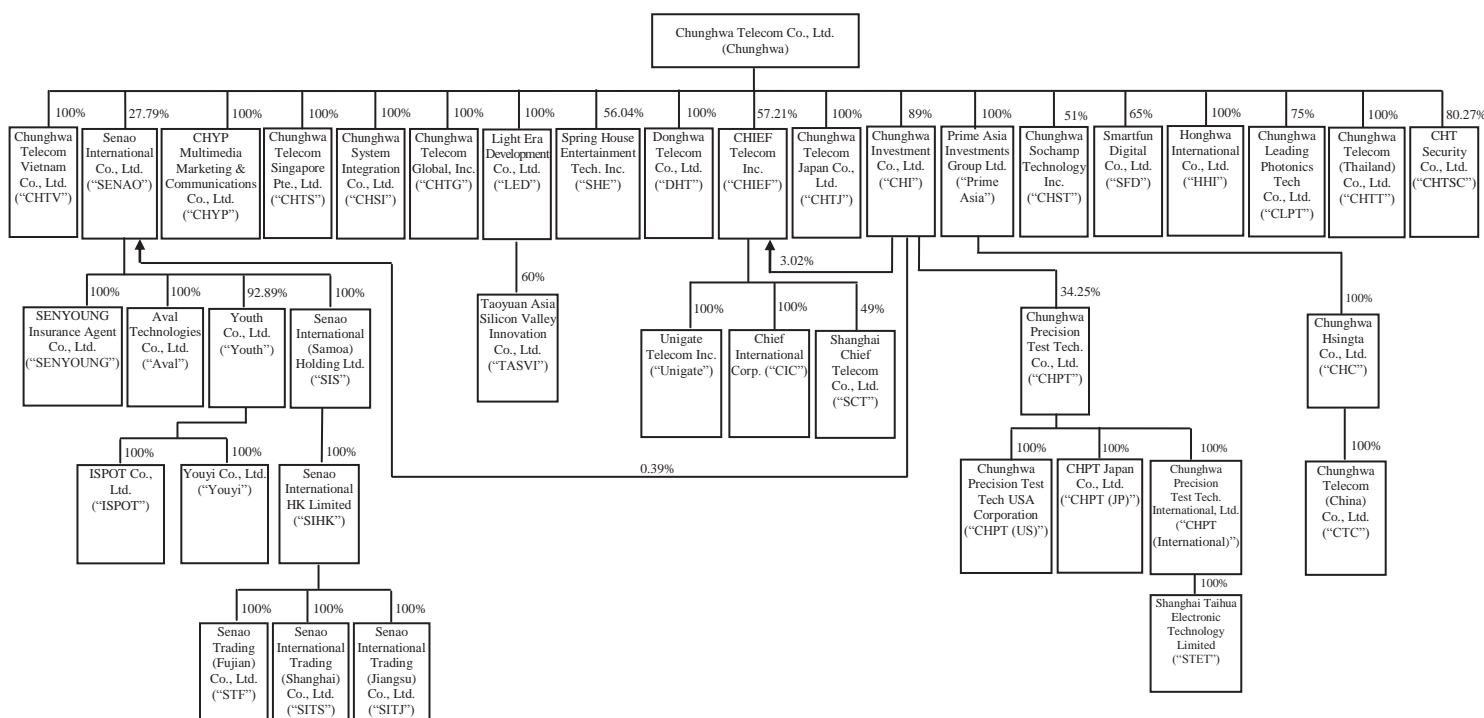 Chunghwa Telecom Co., Ltd.
(Chunghwa)
100%
27.79%
100%
100%
100%
100%
100%
56.04%
100%
57.21%
100%
89%
100%
51%
65%
100%
75%
100%
80.27%
Chunghwa
Telecom
Vietnam
Co., Ltd.
(“CHTV”)
Senao
International
Co., Ltd.
(“SENAO”)
CHYP
Multimedia
Marketing &
Communications
Co., Ltd.
(“CHYP”)
Chunghwa
Telecom
Singapore
Pte., Ltd.
(“CHTS”)
Chunghwa
System
Integration
Co., Ltd.
(“CHSI”)
Chunghwa
Telecom
Global, Inc.
(“CHTG”)
Light Era
Development
Co., Ltd.
(“LED”)
Spring House
Entertainment
Tech. Inc.
(“SHE”)
Donghwa
Telecom
Co., Ltd.
(“DHT”)
CHIEF
Telecom
Inc.
(“CHIEF”)
Chunghwa
Telecom
Japan Co.,
Ltd.
(“CHTJ”)
Chunghwa
Investment
Co., Ltd.
(“CHI”)
Prime Asia
Investments
Group Ltd.
(“Prime
Asia”)
Chunghwa
Sochamp
Technology
Inc.
(“CHST”)
Smartfun
Digital
Co., Ltd.
(“SFD”)
Honghwa
International
Co., Ltd.
(“HHI”)
Chunghwa
Leading
Photonics
Tech
Co., Ltd.
(“CLPT”)
Chunghwa
Telecom
(Thailand)
Co., Ltd.
(“CHTT”)
CHT
Security
Co., Ltd.
(“CHTSC”)
3.02%
100%
100%
92.89%
100%
60%
100%
100%
49%
34.25%
100%
SENYOUNG
Insurance Agent
Co., Ltd.
(“SENYOUNG”)
Aval
Technologies
Co., Ltd.
(“Aval”)
Youth
Co., Ltd.
(“Youth”)
Senao
International
(Samoa)
Holding Ltd.
(“SIS”)
Taoyuan Asia
Silicon Valley
Innovation
Co., Ltd.
(“TASVI”)
Unigate
Telecom Inc.
(“Unigate”)
Chief
International
Corp. (“CIC”)
Shanghai
Chief
Telecom
Co., Ltd.
(“SCT”)
Chunghwa
Precision
Test Tech.
Co., Ltd.
(“CHPT”)
Chunghwa
Hsingta
Co., Ltd.
(“CHC”)
100%
100%
100%
0.39%
100%
100%
100%
100%
ISPOT Co.,
Ltd.
(“ISPOT”)
Youyi Co., Ltd.
(“Youyi”)
Senao
International
HK Limited
(“SIHK”)
Chunghwa
Precision Test
Tech USA
Corporation
(“CHPT (US)”)
CHPT Japan
Co., Ltd.
(“CHPT (JP)”)
Chunghwa
Precision
Test Tech.
International, Ltd.
(“CHPT
(International)”)
Chunghwa
Telecom
(China)
Co., Ltd.
(“CTC”)
100%
100%
100%
100%
Senao
Trading
(Fujian)
Co., Ltd.
(“STF”)
Senao
International
Trading
(Shanghai)
Co., Ltd.
(“SITS”)
Senao
International
Trading
(Jiangsu)
Co., Ltd.
(“SITJ”)
Shanghai Taihua
Electronic
Technology
Limited
(“STET”)